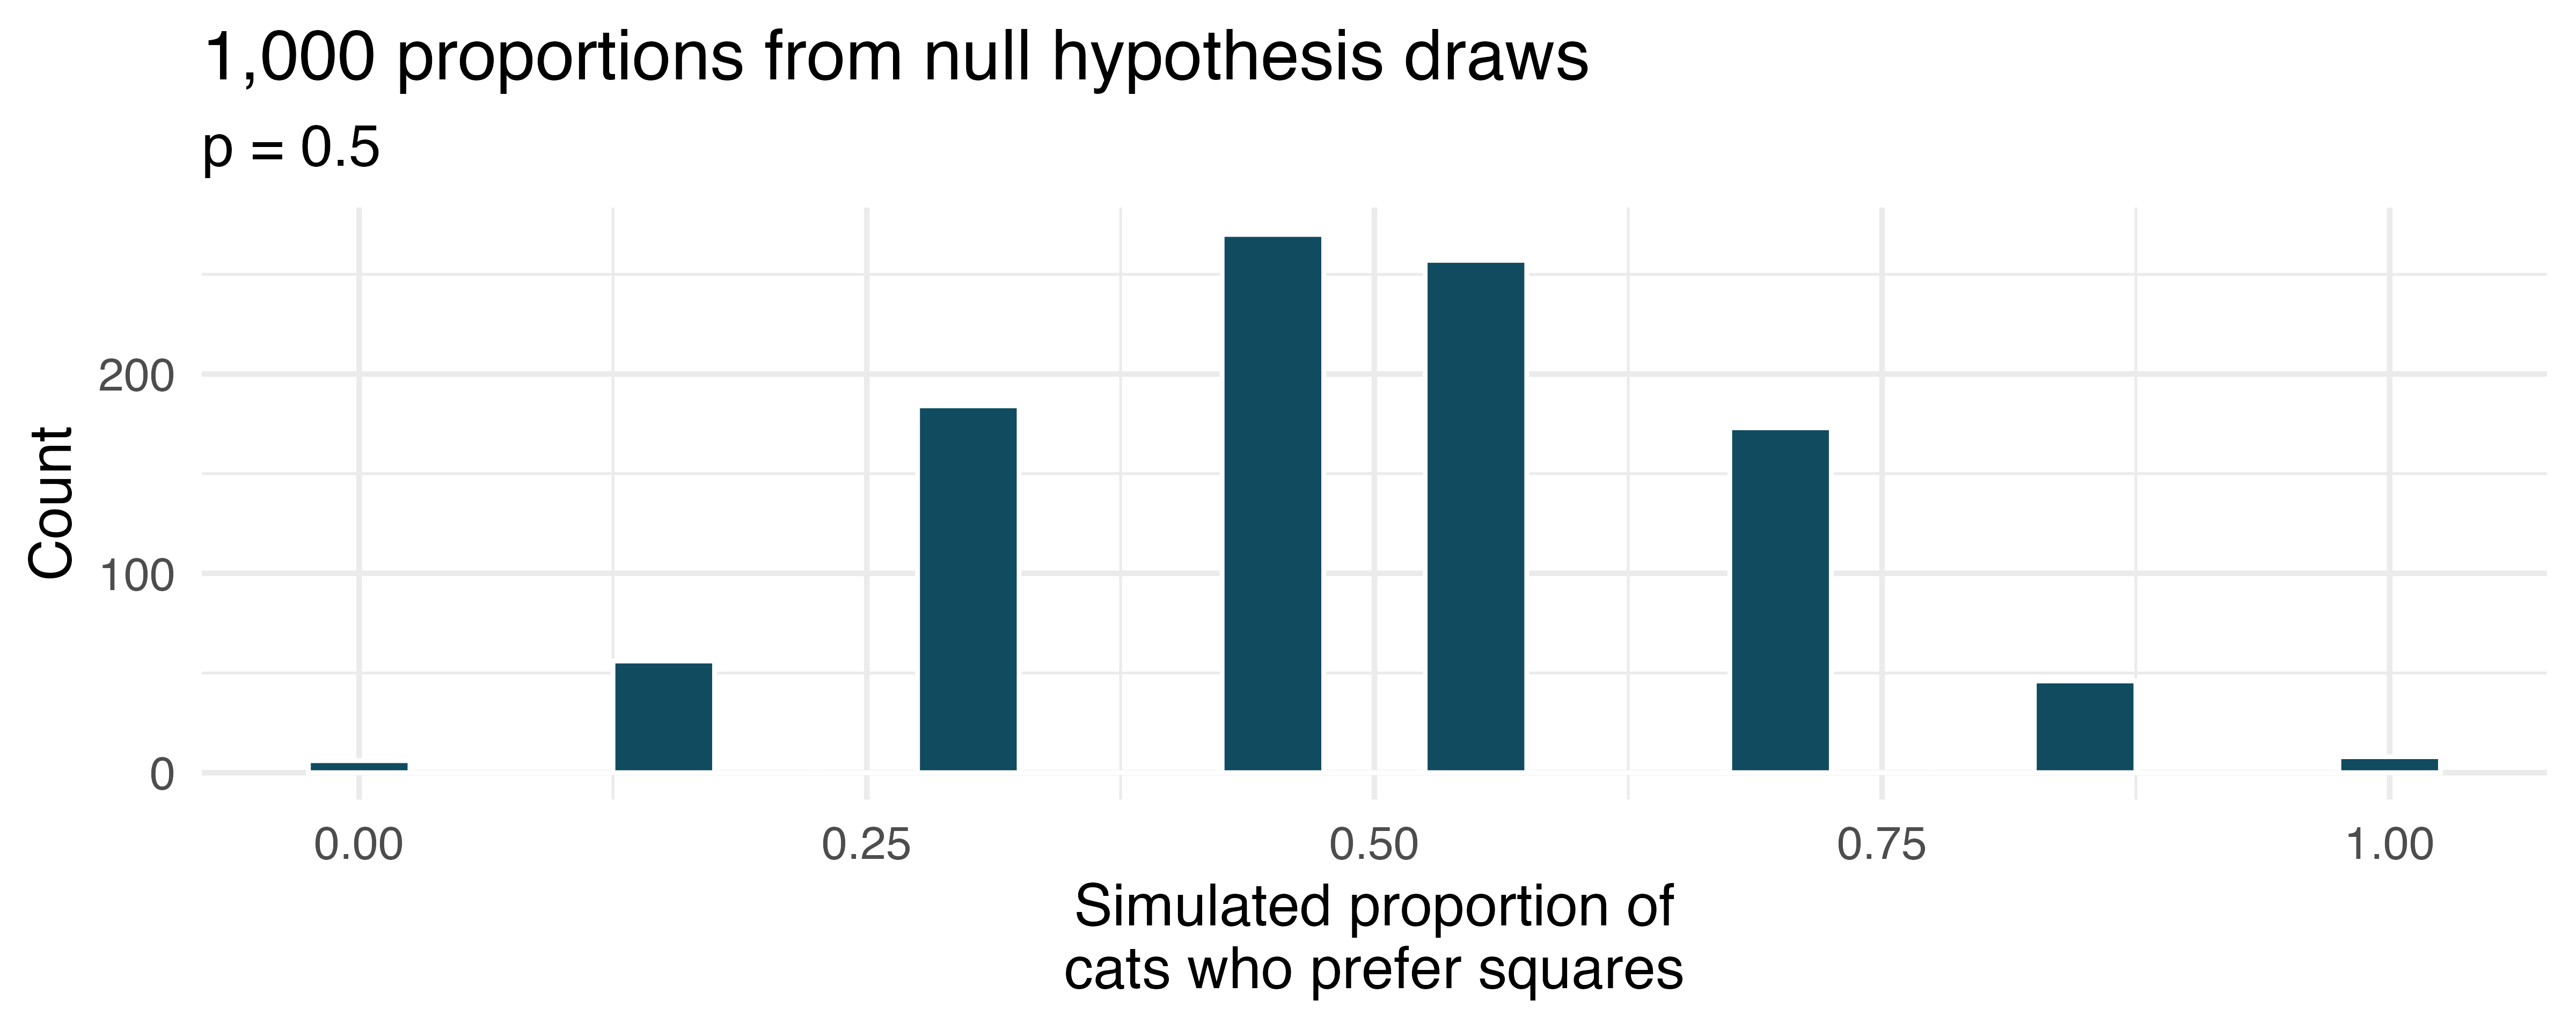 1,000 proportions from null hypothesis draws
p = 0.5
200
100
0
Count
0.00 0.25 0.50 0.75 1.00
Simulated proportion of
cats who prefer squares